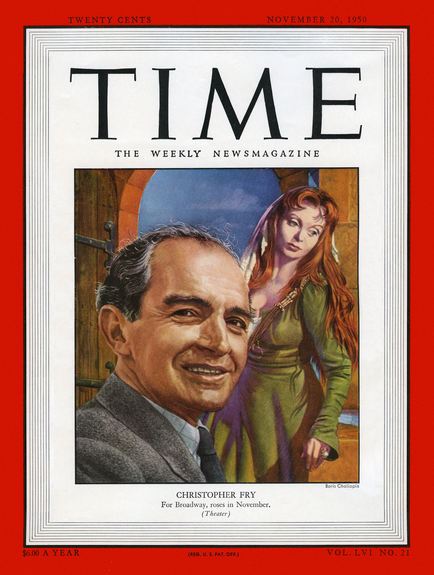 TWENTY CENTS NOVEMBER 20, 1950
TIME
THE WEEKLY NEWSMAGAZINE
Boris Chaliapin
CHRISTOPHER FRY
For Broadway, roses in November.
(Theater)
$6.00 A YEAR (REG. U. S. PAT. OFF.) VOL. LVI NO. 21